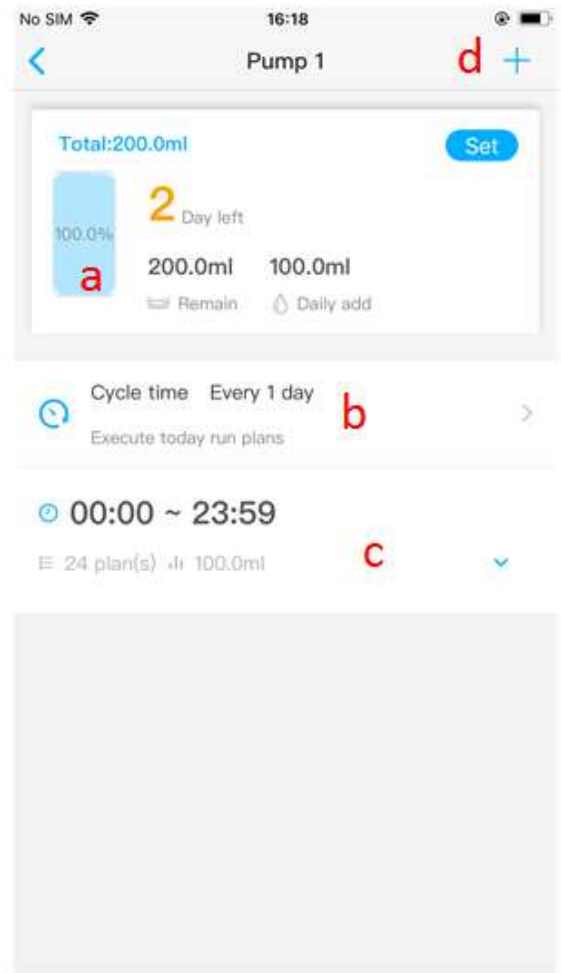 No SIM 16:18
Pump 1 d +
Total:200.0ml Set
100.0%
2 Day left
a
200.0ml 100.0ml
Remain Daily add
Cycle time Every 1 day
b
Execute today run plans
00:00 ~ 23:59
24 plan(s) 100.0ml c